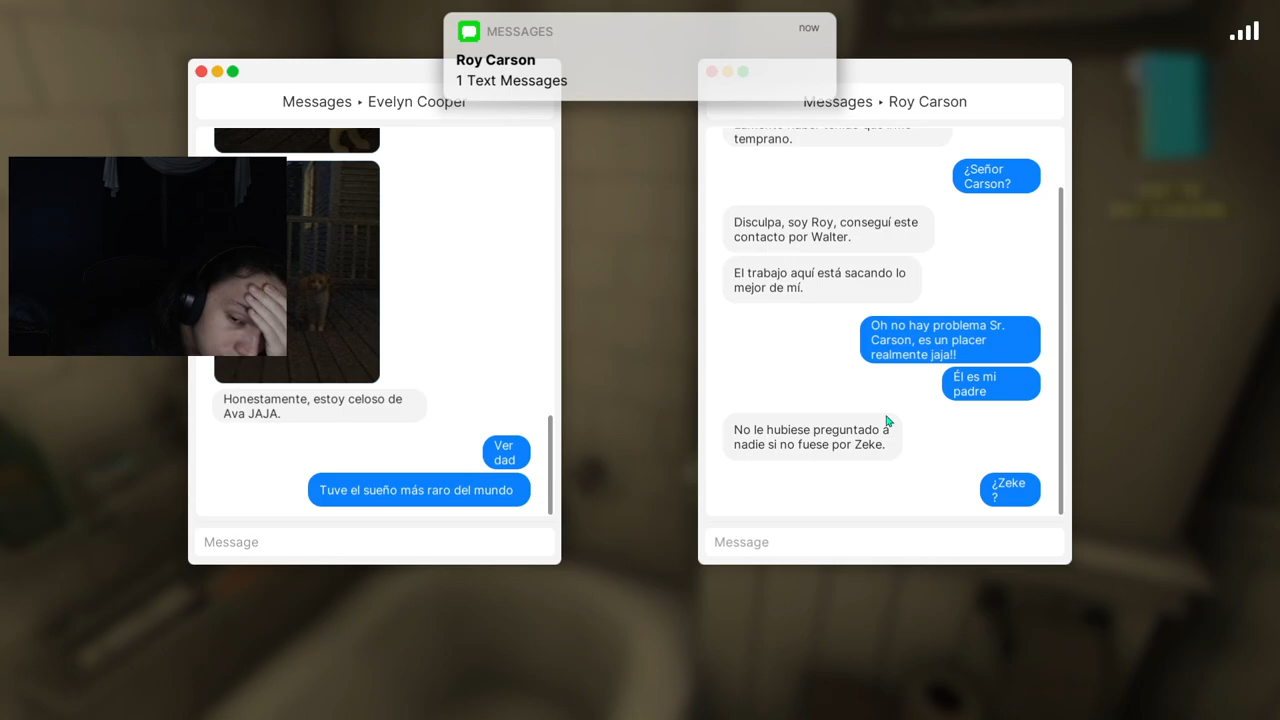 MESSAGES
now
Roy Carson
1 Text Messages
Messages ‣ Evelyn Cooper
Honestamente, estoy celoso de
Ava JAJA.
Ver
dad
Tuve el sueño más raro del mundo
Message
Messages ‣ Roy Carson
temprano.
¿Señor
Carson?
Disculpa, soy Roy, conseguí este
contacto por Walter.
El trabajo aquí está sacando lo
mejor de mí.
Oh no hay problema Sr.
Carson, es un placer
realmente jaja!!
Él es mi
padre
No le hubiese preguntado a
nadie si no fuese por Zeke.
¿Zeke
?
Message